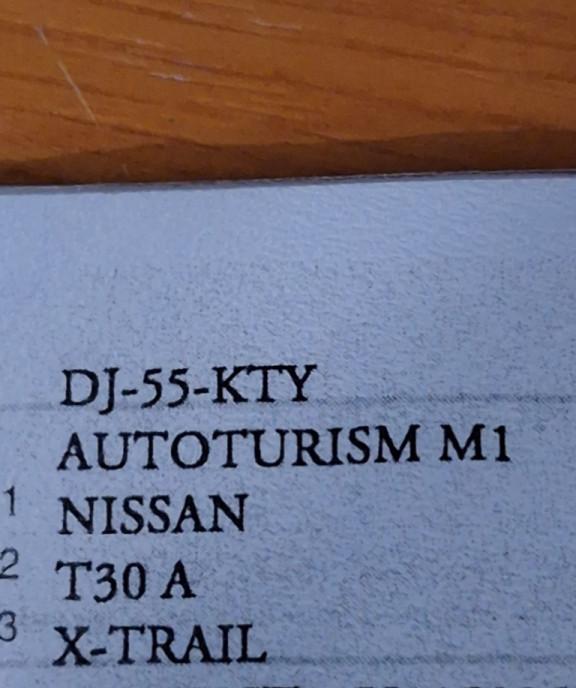 DJ-55-KTY
AUTOTURISM M1
1 NISSAN
2 T30 A
3 X-TRAIL